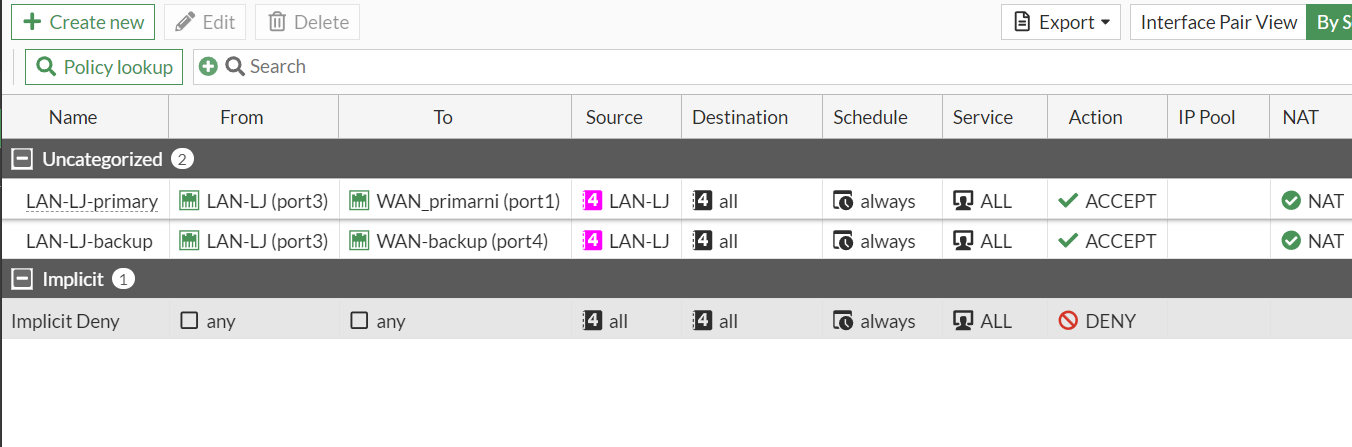 Create new Edit Delete Export Interface Pair View By S
Policy lookup Search
Name From To Source Destination Schedule Service Action IP Pool NAT
Uncategorized 2
LAN-LJ-primary LAN-LJ (port3) WAN_primarni (port1) 4 LAN-LJ 4 all always ALL ACCEPT NAT
LAN-LJ-backup LAN-LJ (port3) WAN-backup (port4) 4 LAN-LJ 4 all always ALL ACCEPT NAT
Implicit 1
Implicit Deny any any 4 all 4 all always ALL DENY